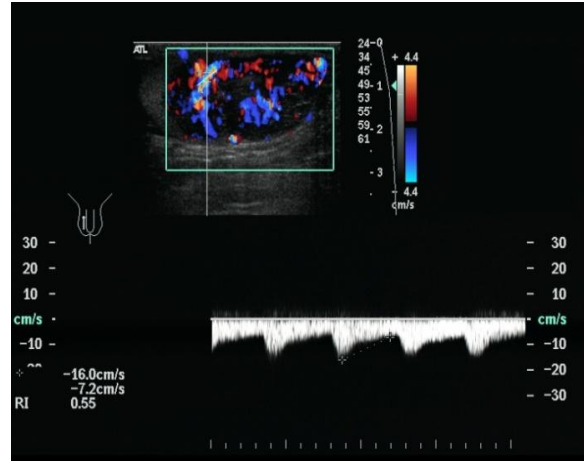 ATL
24-0
34
45
49-1
53
55
59-2
61
-3
+ 4.4
- 4.4
cm/s
30 - - 30
20 - - 20
10 - - 10
cm/s - - cm/s
-10 - - -10
- -20
- -30
-16.0cm/s
-7.2cm/s
RI 0.55